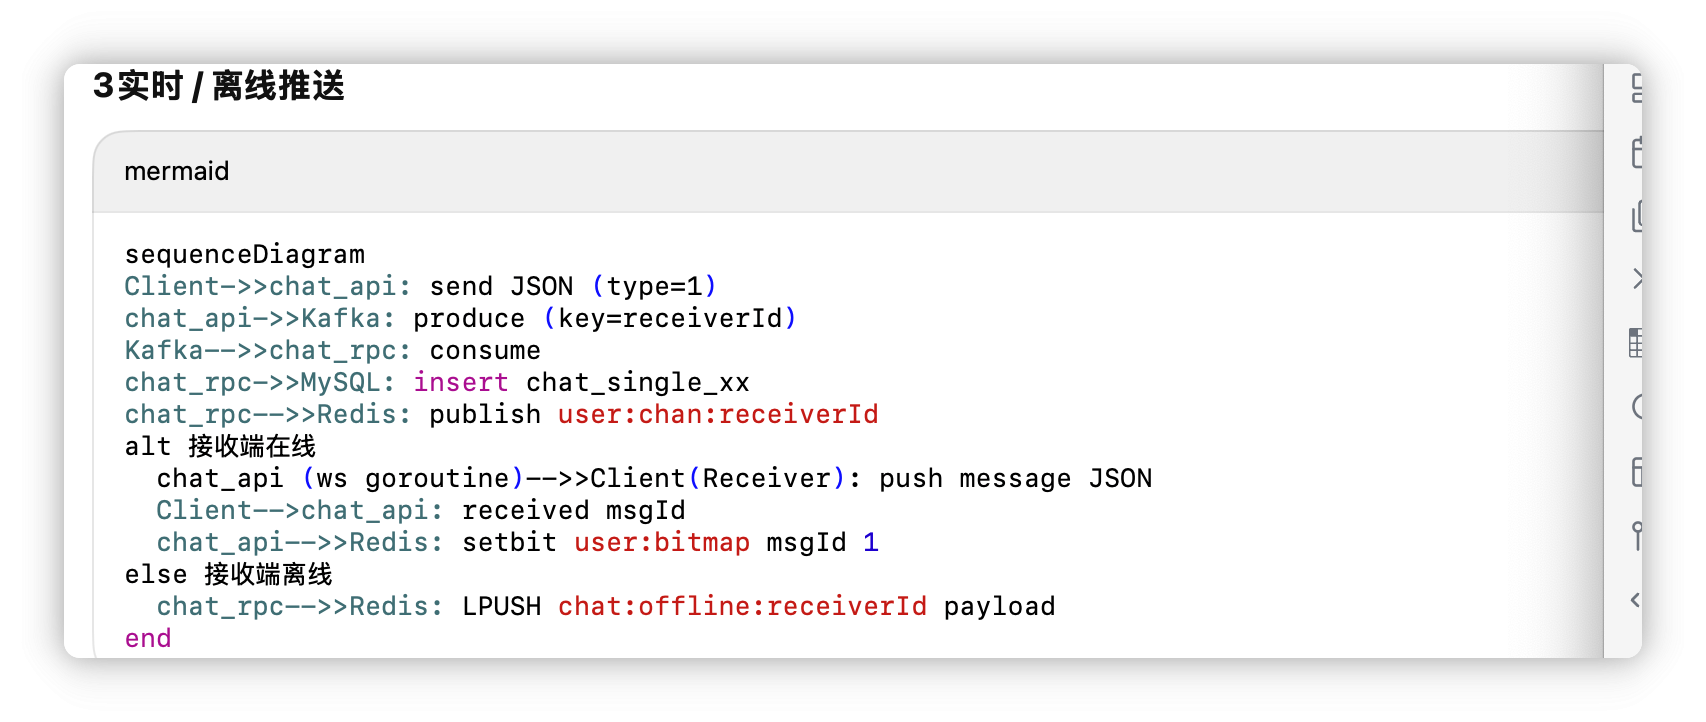 3实时 / 离线推送
mermaid
sequenceDiagram
Client->>chat_api: send JSON (type=1)
chat_api->>Kafka: produce (key=receiverId)
Kafka-->>chat_rpc: consume
chat_rpc->>MySQL: insert chat_single_xx
chat_rpc-->>Redis: publish user:chan:receiverId
alt 接收端在线
  chat_api (ws goroutine)-->>Client(Receiver): push message JSON
  Client-->chat_api: received msgId
  chat_api-->>Redis: setbit user:bitmap msgId 1
else 接收端离线
  chat_rpc-->>Redis: LPUSH chat:offline:receiverId payload
end